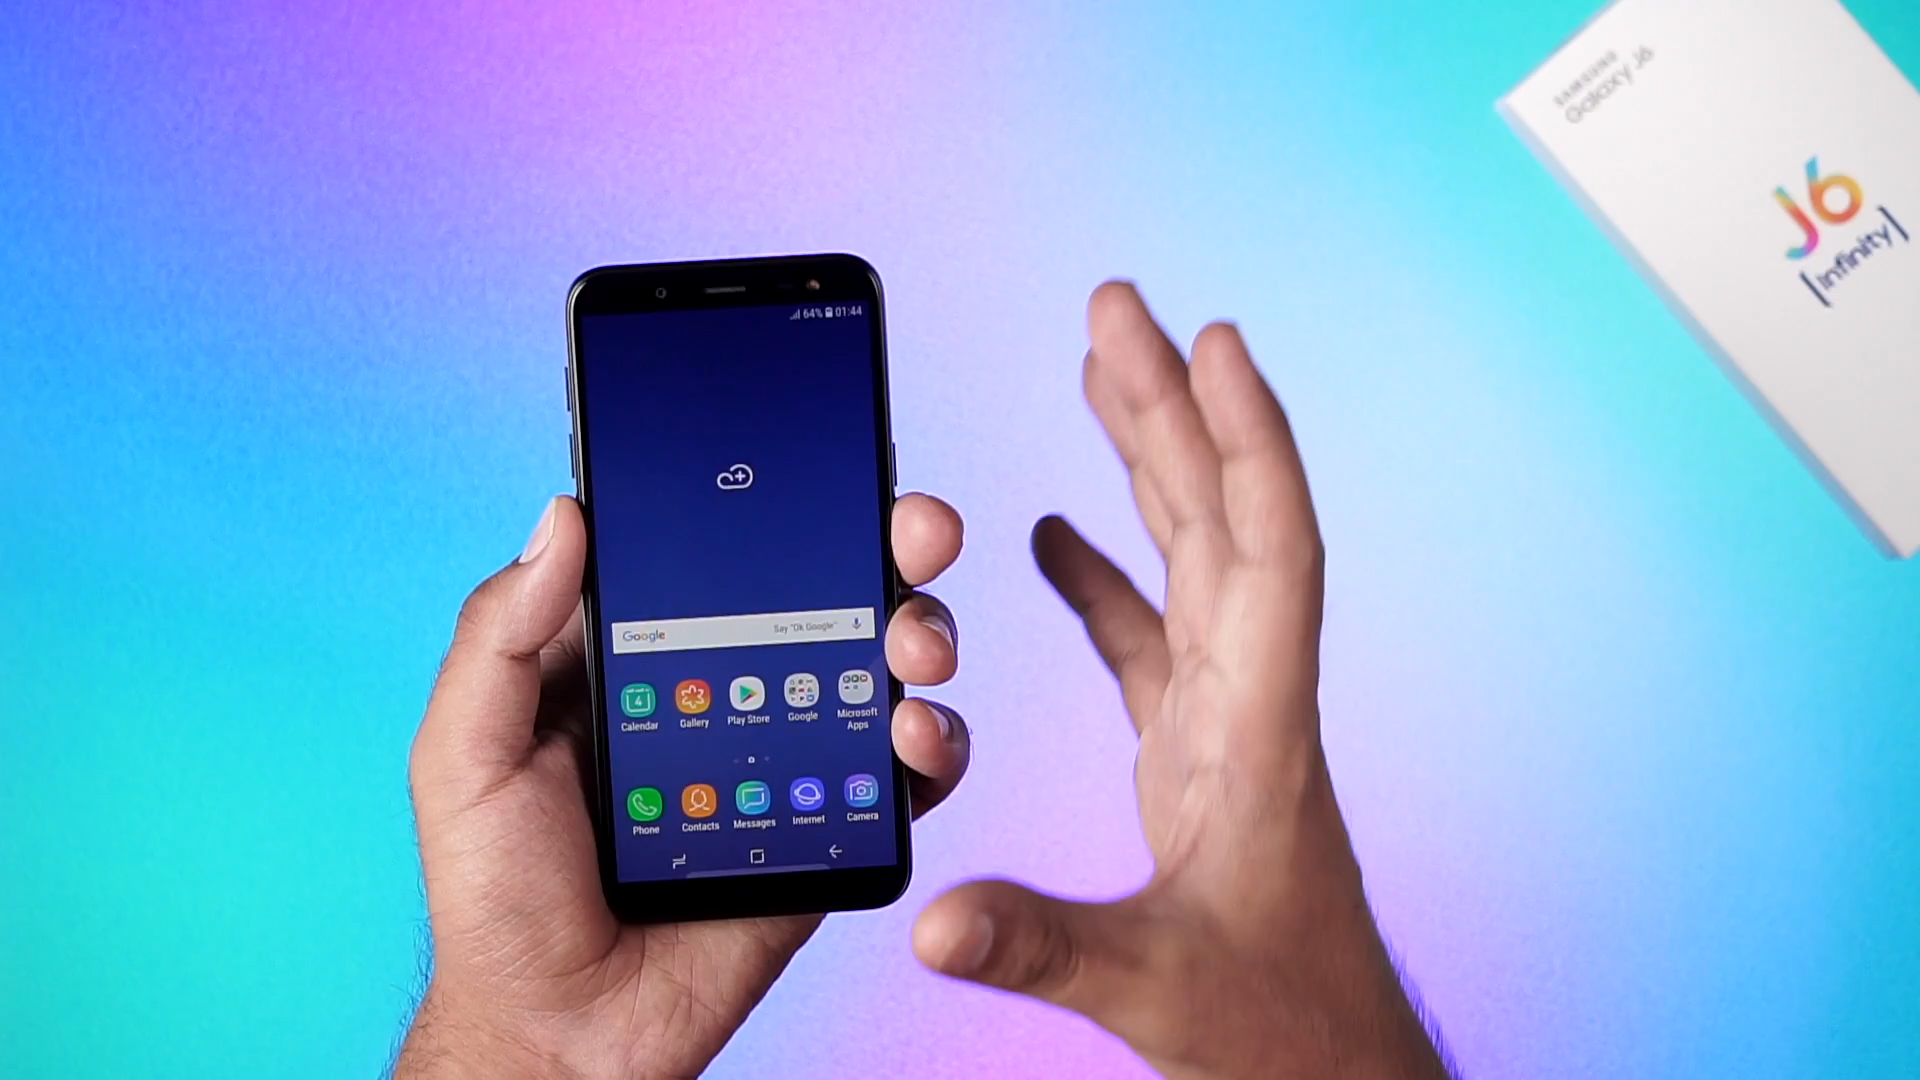 SAMSUNG
Galaxy J6
J6
[infinity]
64% 01:44
Google Say "Ok Google"
4
Calendar Gallery Play Store Google Microsoft Apps
Phone Contacts Messages Internet Camera